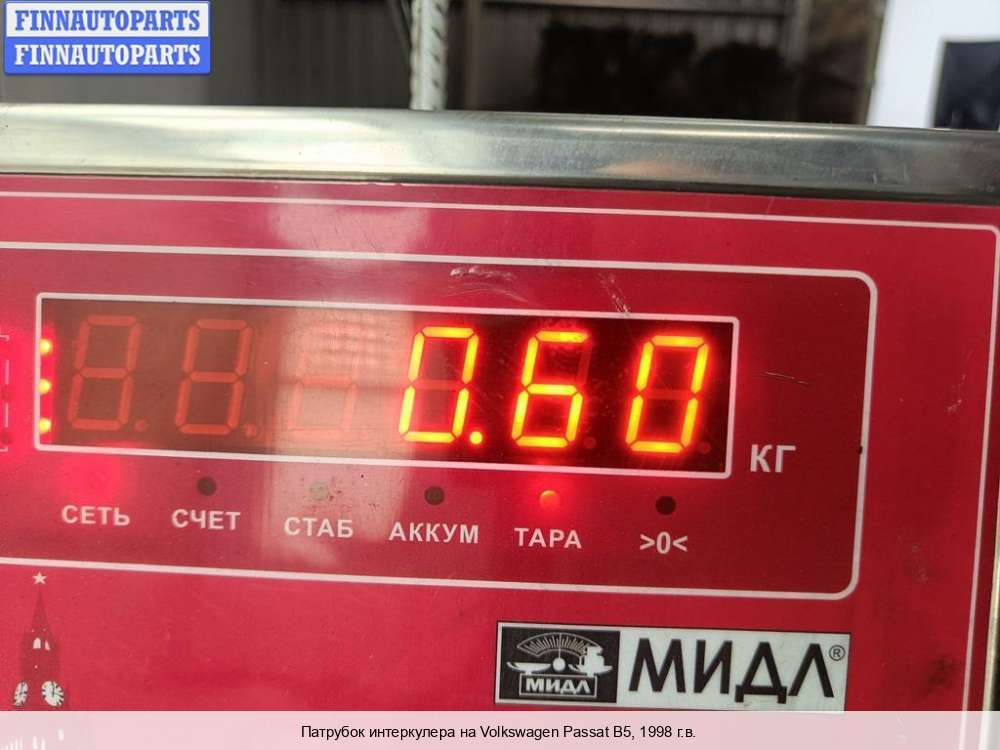 FINNAUTOPARTS
FINNAUTOPARTS
0.60
КГ
СЕТЬ СЧЕТ СТАБ АККУМ ТАРА >0<
МИДЛ МИДЛ®
Патрубок интеркулера на Volkswagen Passat B5, 1998 г.в.